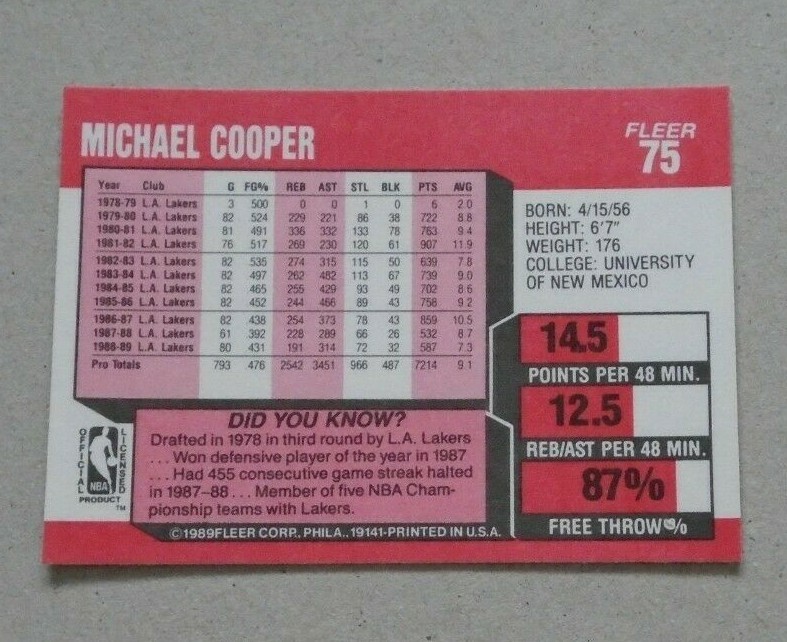 MICHAEL COOPER
FLEER
75
Year Club G FG% REB AST STL BLK PTS AVG
1978-79 L.A. Lakers 3 500 0 0 1 0 6 2.0
1979-80 L.A. Lakers 82 524 229 221 86 38 722 8.8
1980-81 L.A. Lakers 81 491 336 332 133 78 763 9.4
1981-82 L.A. Lakers 76 517 269 230 120 61 907 11.9
1982-83 L.A. Lakers 82 535 274 315 115 50 639 7.8
1983-84 L.A. Lakers 82 497 262 482 113 67 739 9.0
1984-85 L.A. Lakers 82 465 255 429 93 49 702 8.6
1985-86 L.A. Lakers 82 452 244 466 89 43 758 9.2
1986-87 L.A. Lakers 82 438 254 373 78 43 859 10.5
1987-88 L.A. Lakers 61 392 228 289 66 26 532 8.7
1988-89 L.A. Lakers 80 431 191 314 72 32 587 7.3
Pro Totals 793 476 2542 3451 966 487 7214 9.1
BORN: 4/15/56
HEIGHT: 6'7"
WEIGHT: 176
COLLEGE: UNIVERSITY
OF NEW MEXICO
14.5
POINTS PER 48 MIN.
12.5
REB/AST PER 48 MIN.
87%
FREE THROW %
OFFICIAL
LICENSED
NBA
PRODUCT
TM
DID YOU KNOW?
Drafted in 1978 in third round by L.A. Lakers
. . . Won defensive player of the year in 1987
. . . Had 455 consecutive game streak halted
in 1987-88 . . . Member of five NBA Cham-
pionship teams with Lakers.
©1989FLEER CORP., PHILA., 19141-PRINTED IN U.S.A.